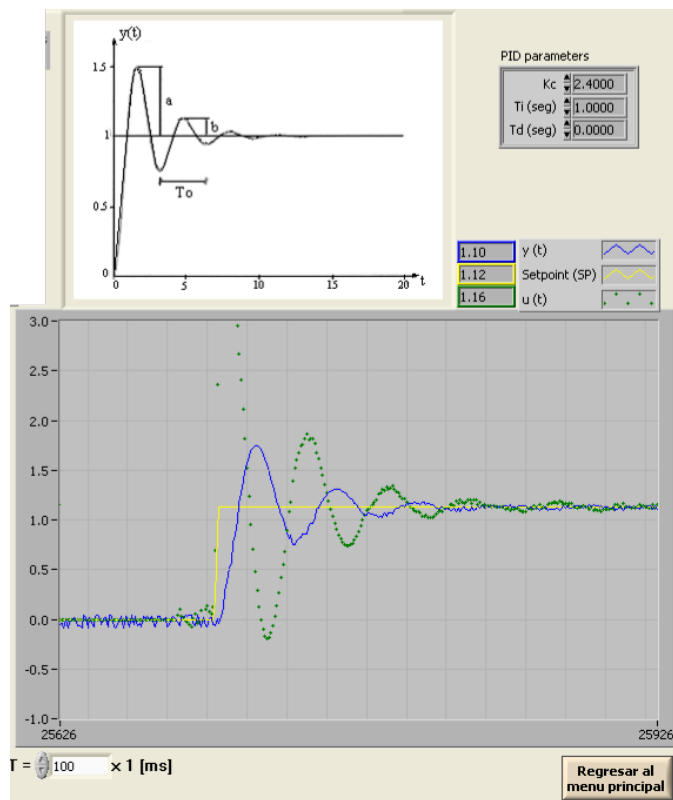 y(t)
1.5
a
b
1
To
0.5
0
0 5 10 15 20 t
PID parameters
Kc 2.4000
Ti (seg) 1.0000
Td (seg) 0.0000
1.10 y (t)
1.12 Setpoint (SP)
1.16 u (t)
3.0
2.5
2.0
1.5
1.0
0.5
0.0
-0.5
-1.0
25626 25926
T = 100 x 1 [ms]
Regresar al
menu principal